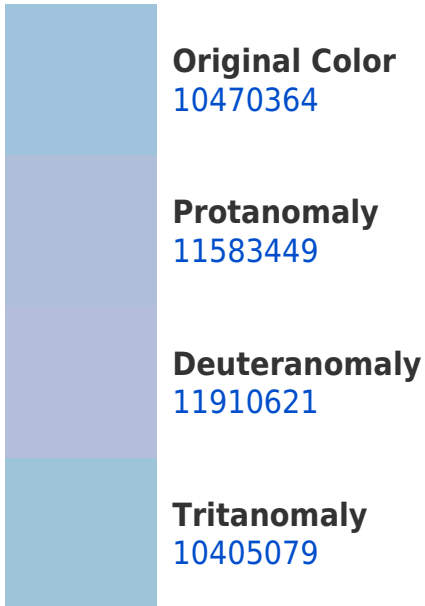 Original Color
10470364
Protanomaly
11583449
Deuteranomaly
11910621
Tritanomaly
10405079